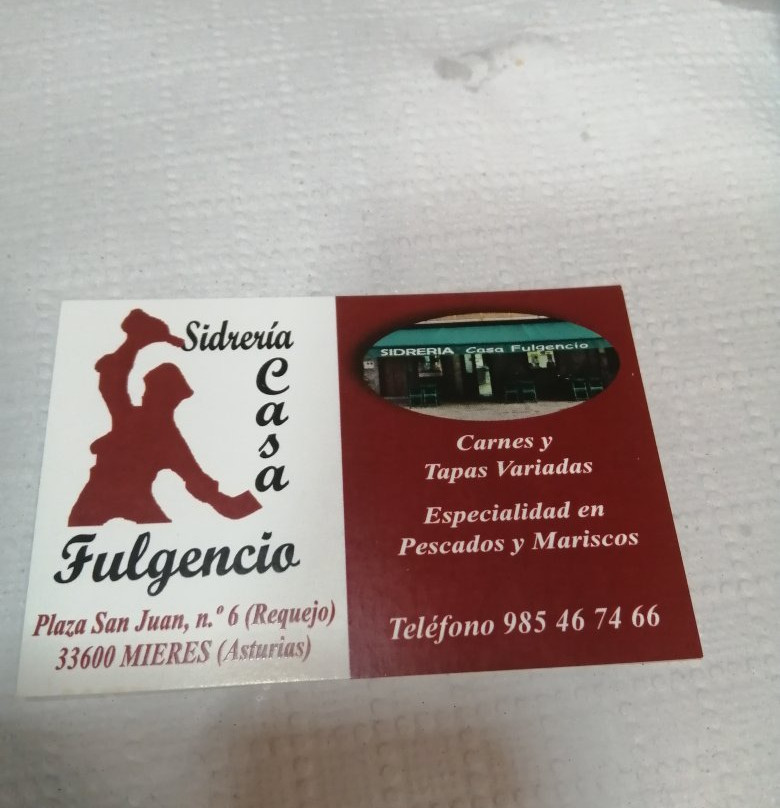 Sidrería
Casa
Fulgencio
Plaza San Juan, n.º 6 (Requejo)
33600 MIERES (Asturias)
SIDRERIA Casa Fulgencio
Carnes y
Tapas Variadas
Especialidad en
Pescados y Mariscos
Teléfono 985 46 74 66